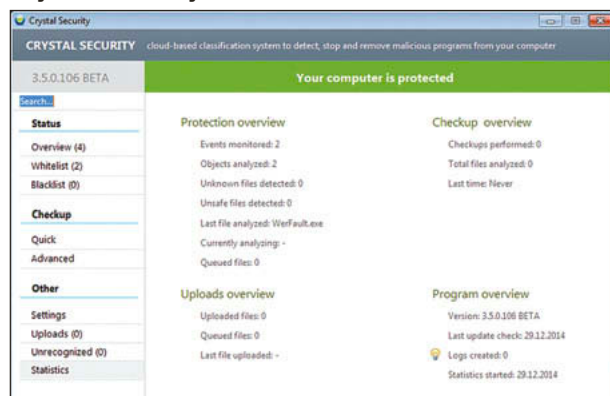 Crystal Security
CRYSTAL SECURITY cloud-based classification system to detect, stop and remove malicious programs from your computer
3.5.0.106 BETA
Your computer is protected
Search...
Status
Overview (4)
Whitelist (2)
Blacklist (0)
Checkup
Quick
Advanced
Other
Settings
Uploads (0)
Unrecognized (0)
Statistics
Protection overview
Events monitored: 2
Objects analyzed: 2
Unknown files detected: 0
Unsafe files detected: 0
Last file analyzed: WerFault.exe
Currently analyzing: -
Queued files: 0
Checkup overview
Checkups performed: 0
Total files analyzed: 0
Last time: Never
Uploads overview
Uploaded files: 0
Queued files: 0
Last file uploaded: -
Program overview
Version: 3.5.0.106 BETA
Last update check: 29.12.2014
Logs created: 0
Statistics started: 29.12.2014